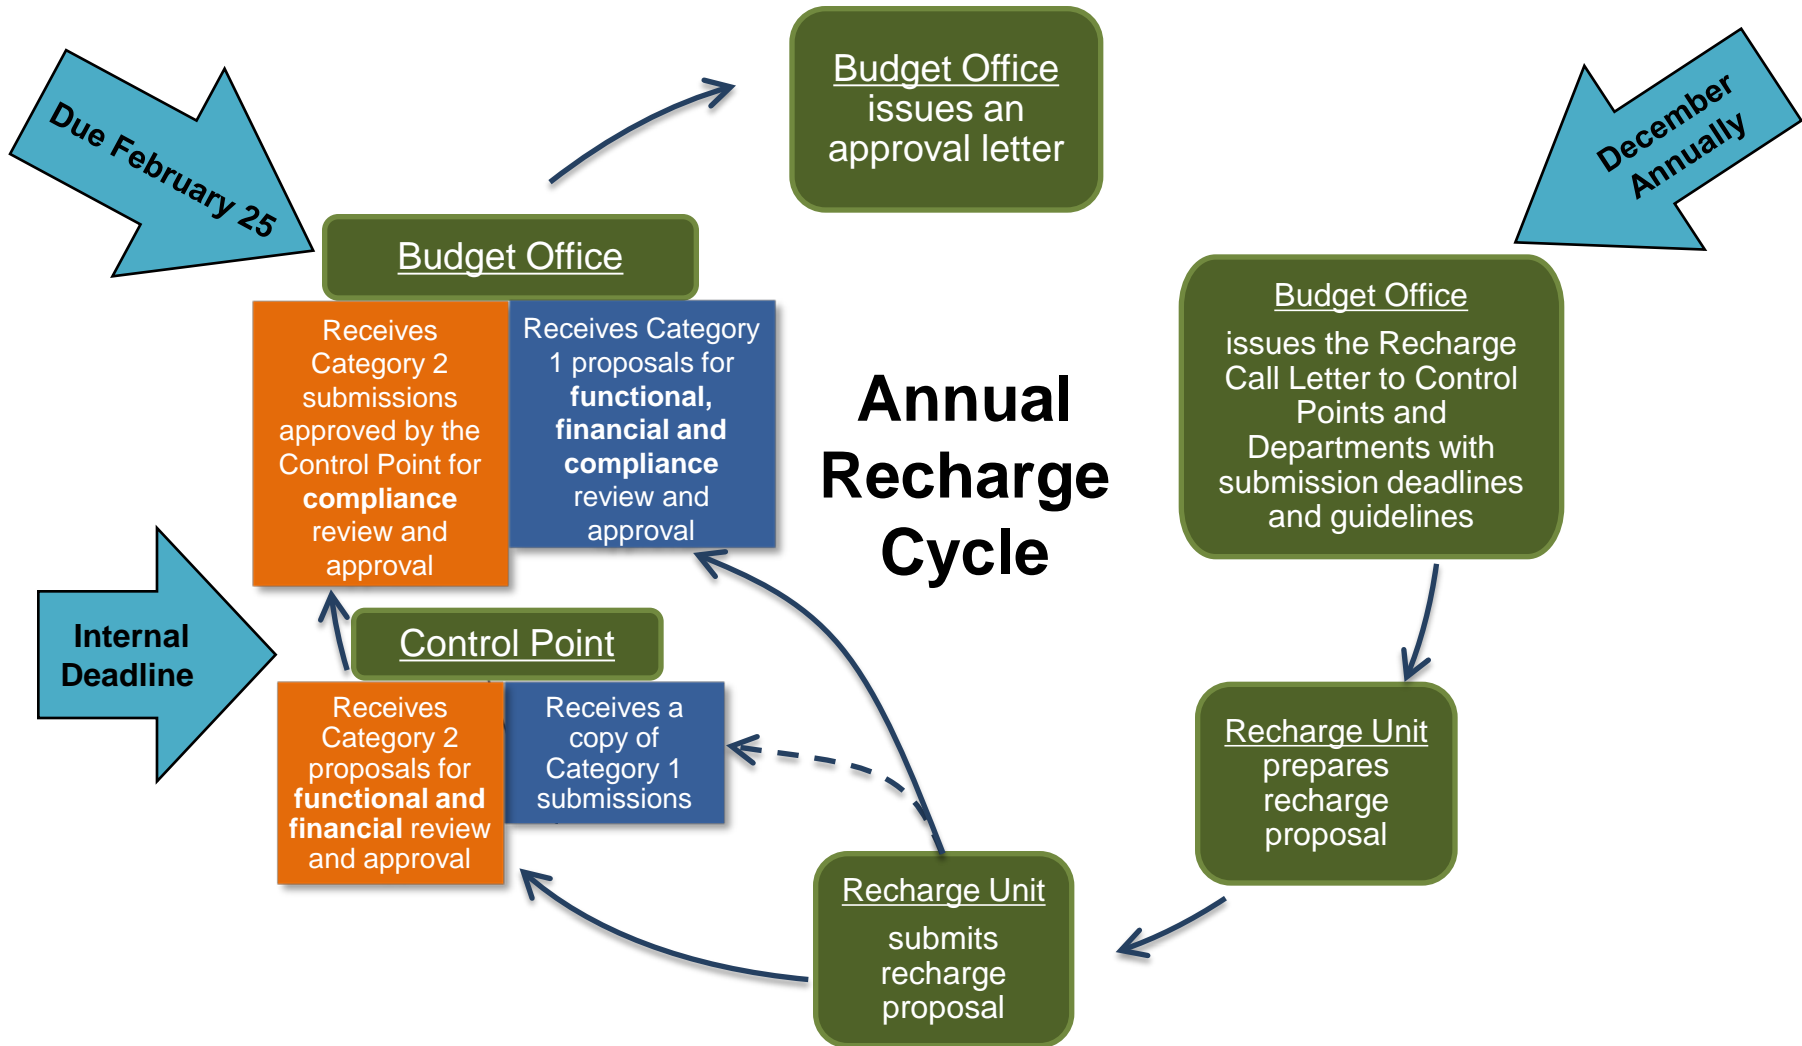 Budget Office
issues an
approval letter
Due February 25
December
Annually
Budget Office
Receives
Category 2
submissions
approved by the
Control Point for
compliance
review and
approval
Receives Category
1 proposals for
functional,
financial and
compliance
review and
approval
Annual
Recharge
Cycle
Budget Office
issues the Recharge
Call Letter to Control
Points and
Departments with
submission deadlines
and guidelines
Internal
Deadline
Control Point
Receives
Category 2
proposals for
functional and
financial review
and approval
Receives a
copy of
Category 1
submissions
Recharge Unit
prepares
recharge
proposal
Recharge Unit
submits
recharge
proposal